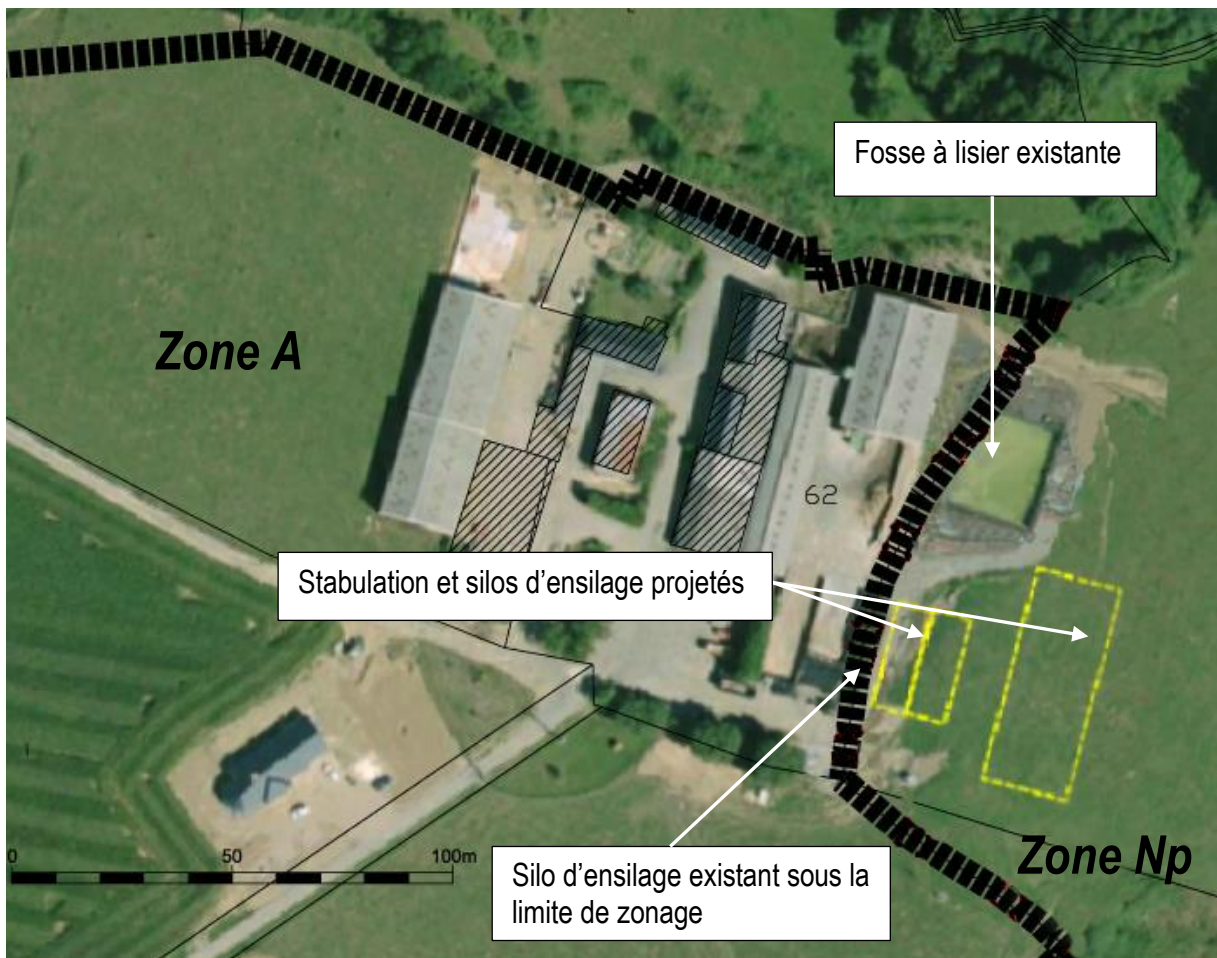 Fosse à lisier existante
Zone A
62
Stabulation et silos d’ensilage projetés
Zone Np
0 50 100m
Silo d’ensilage existant sous la
limite de zonage